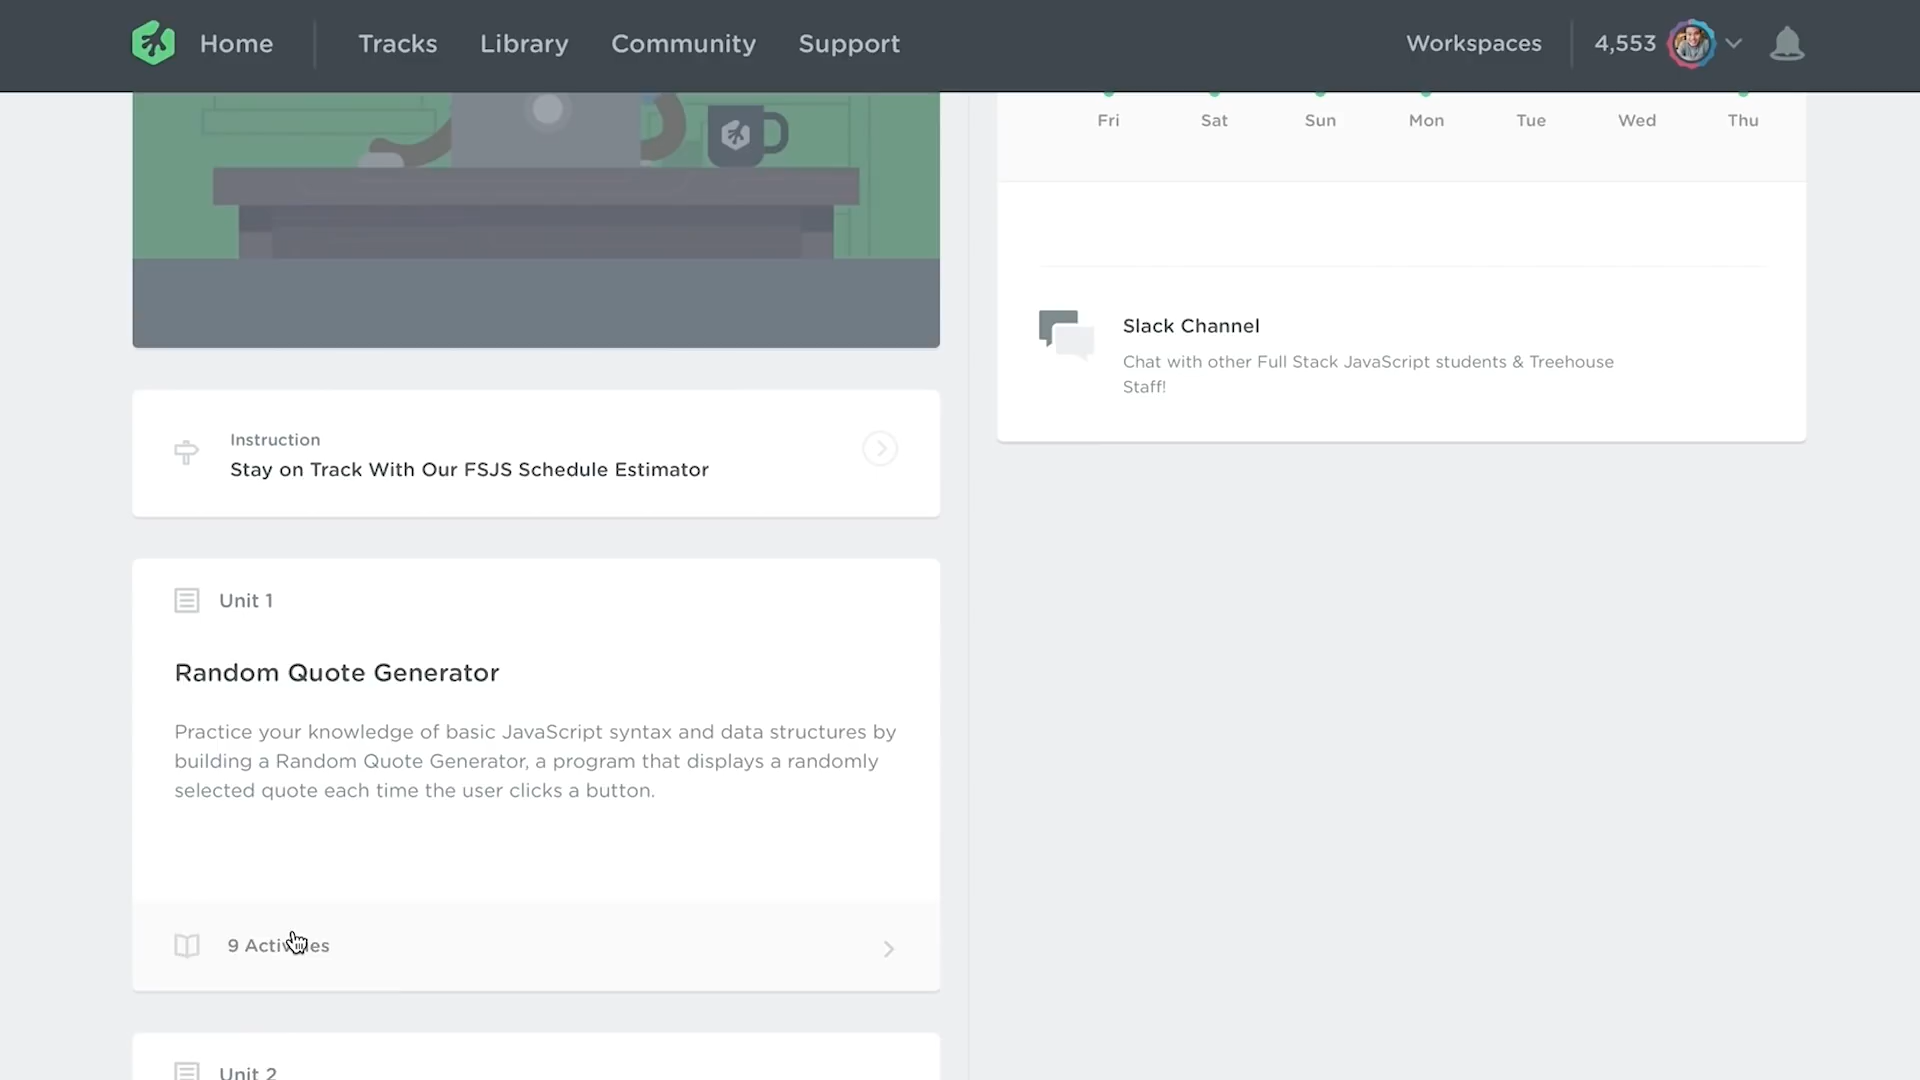 Home
Tracks
Library
Community
Support
Workspaces
4,553
Fri
Sat
Sun
Mon
Tue
Wed
Thu
Slack Channel
Chat with other Full Stack JavaScript students & Treehouse
Staff!
Instruction
Stay on Track With Our FSJS Schedule Estimator
Unit 1
Random Quote Generator
Practice your knowledge of basic JavaScript syntax and data structures by
building a Random Quote Generator, a program that displays a randomly
selected quote each time the user clicks a button.
9 Activities
Unit 2